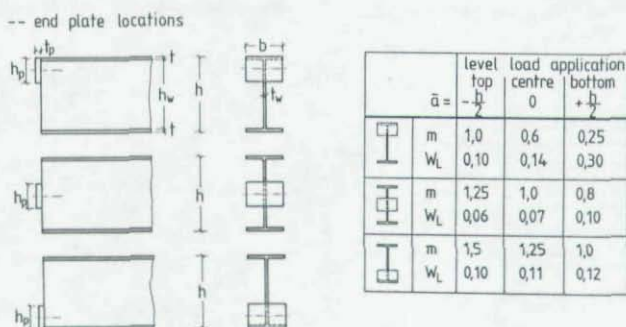 -- end plate locations
tp
hp
t
hw
t
h
b
tw
hp
h
hp
h
level load application
top centre bottom
ā = -h/2 0 +h/2
m 1,0 0,6 0,25
WL 0,10 0,14 0,30
m 1,25 1,0 0,8
WL 0,06 0,07 0,10
m 1,5 1,25 1,0
WL 0,10 0,11 0,12